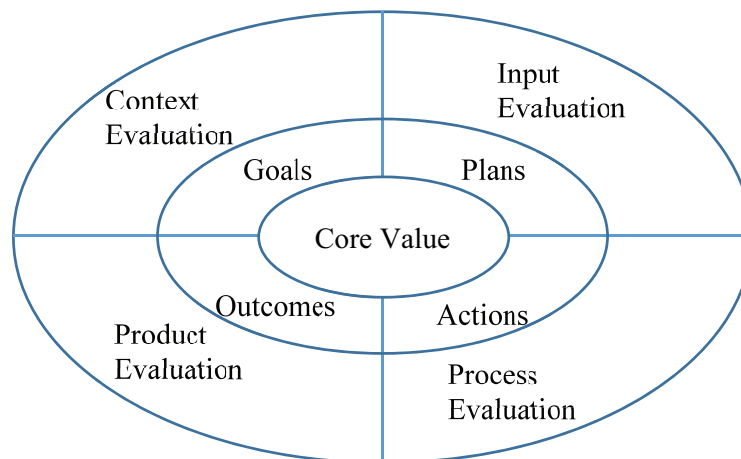 Context
Evaluation
Input
Evaluation
Goals
Plans
Core Value
Outcomes
Actions
Product
Evaluation
Process
Evaluation